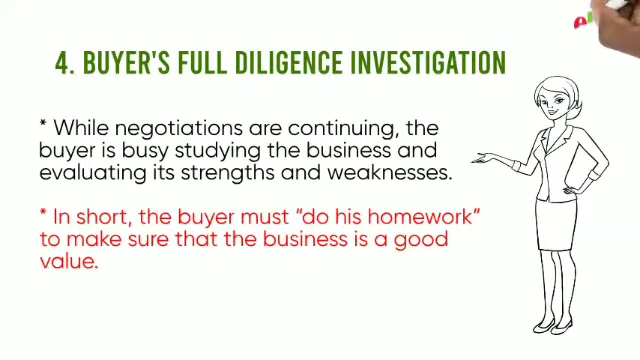 4. BUYER'S FULL DILIGENCE INVESTIGATION
* While negotiations are continuing, the
buyer is busy studying the business and
evaluating its strengths and weaknesses.
* In short, the buyer must “do his homework”
to make sure that the business is a good
value.